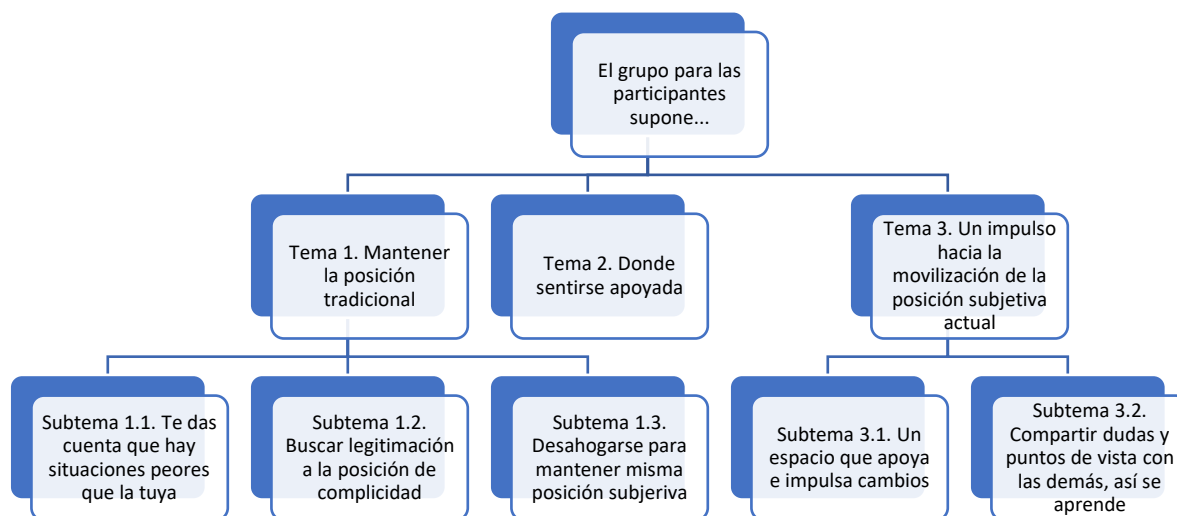 El grupo para las
participantes
supone...
Tema 1. Mantener
la posición
tradicional
Tema 2. Donde
sentirse apoyada
Tema 3. Un impulso
hacia la
movilización de la
posición subjetiva
actual
Subtema 1.1. Te das
cuenta que hay
situaciones peores
que la tuya
Subtema 1.2.
Buscar legitimación
a la posición de
complicidad
Subtema 1.3.
Desahogarse para
mantener misma
posición subjeriva
Subtema 3.1. Un
espacio que apoya
e impulsa cambios
Subtema 3.2.
Compartir dudas y
puntos de vista con
las demás, así se
aprende